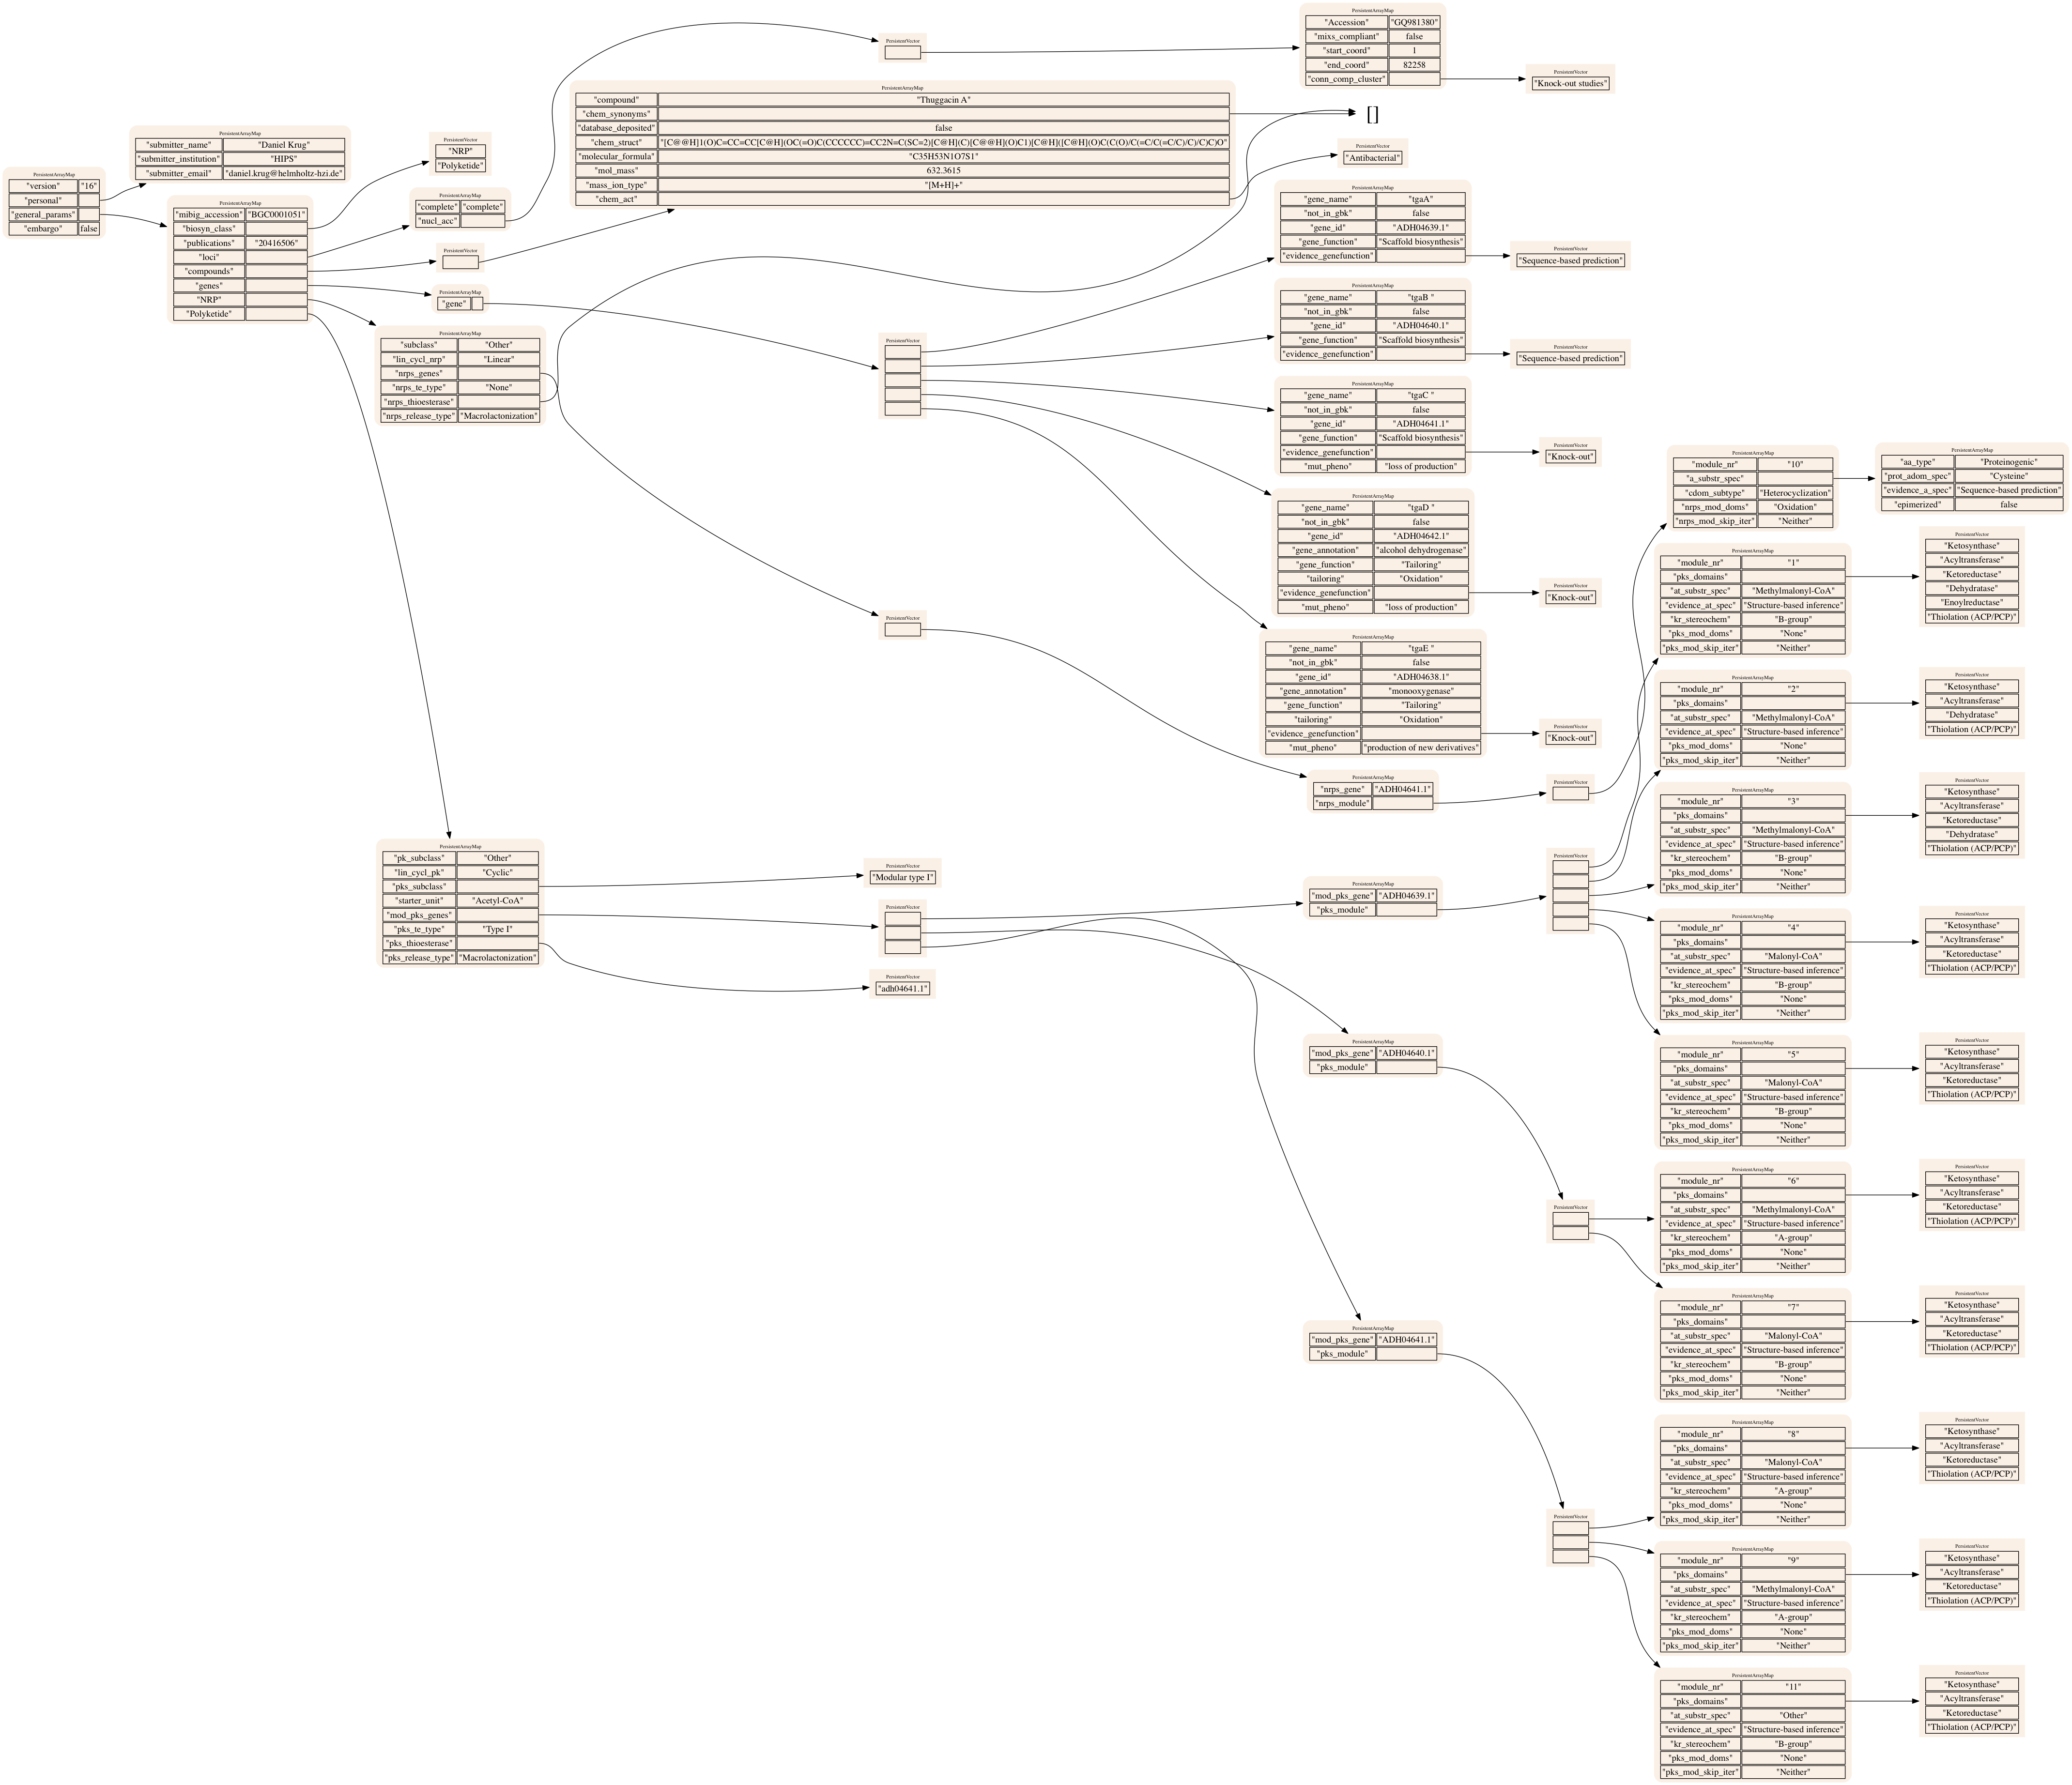 PersistentArrayMap
"version" "16"
"personal"
"general_params"
"embargo" false
PersistentArrayMap
"submitter_name" "Daniel Krug"
"submitter_institution" "HIPS"
"submitter_email" "daniel.krug@helmholtz-hzi.de"
PersistentArrayMap
"mibig_accession" "BGC0001051"
"biosyn_class"
"publications" "20416506"
"loci"
"compounds"
"genes"
"NRP"
"Polyketide"
PersistentVector
"NRP"
"Polyketide"
PersistentArrayMap
"complete" "complete"
"nucl_acc"
PersistentVector
PersistentArrayMap
"gene"
PersistentArrayMap
"subclass" "Other"
"lin_cycl_nrp" "Linear"
"nrps_genes"
"nrps_te_type" "None"
"nrps_thioesterase"
"nrps_release_type" "Macrolactonization"
PersistentArrayMap
"pk_subclass" "Other"
"lin_cycl_pk" "Cyclic"
"pks_subclass"
"starter_unit" "Acetyl-CoA"
"mod_pks_genes"
"pks_te_type" "Type I"
"pks_thioesterase"
"pks_release_type" "Macrolactonization"
PersistentVector
PersistentArrayMap
"compound" "Thuggacin A"
"chem_synonyms"
"database_deposited" false
"chem_struct" "[C@@H]1(O)C=CC=CC[C@H](OC(=O)C(CCCCCC)=CC2N=C(SC=2)[C@H](C)[C@@H](O)C1)[C@H]([C@H](O)C(C(O)/C(=C/C(=C/C)/C)/C)C)O"
"molecular_formula" "C35H53N1O7S1"
"mol_mass" 632.3615
"mass_ion_type" "[M+H]+"
"chem_act"
PersistentVector
PersistentVector
PersistentVector
"Modular type I"
PersistentVector
PersistentVector
"adh04641.1"
PersistentArrayMap
"Accession" "GQ981380"
"mixs_compliant" false
"start_coord" 1
"end_coord" 82258
"conn_comp_cluster"
PersistentVector
"Knock-out studies"
[]
PersistentVector
"Antibacterial"
PersistentArrayMap
"gene_name" "tgaA"
"not_in_gbk" false
"gene_id" "ADH04639.1"
"gene_function" "Scaffold biosynthesis"
"evidence_genefunction"
PersistentVector
"Sequence-based prediction"
PersistentArrayMap
"gene_name" "tgaB "
"not_in_gbk" false
"gene_id" "ADH04640.1"
"gene_function" "Scaffold biosynthesis"
"evidence_genefunction"
PersistentVector
"Sequence-based prediction"
PersistentArrayMap
"gene_name" "tgaC "
"not_in_gbk" false
"gene_id" "ADH04641.1"
"gene_function" "Scaffold biosynthesis"
"evidence_genefunction"
"mut_pheno" "loss of production"
PersistentVector
"Knock-out"
PersistentArrayMap
"gene_name" "tgaD "
"not_in_gbk" false
"gene_id" "ADH04642.1"
"gene_annotation" "alcohol dehydrogenase"
"gene_function" "Tailoring"
"tailoring" "Oxidation"
"evidence_genefunction"
"mut_pheno" "loss of production"
PersistentVector
"Knock-out"
PersistentArrayMap
"gene_name" "tgaE "
"not_in_gbk" false
"gene_id" "ADH04638.1"
"gene_annotation" "monooxygenase"
"gene_function" "Tailoring"
"tailoring" "Oxidation"
"evidence_genefunction"
"mut_pheno" "production of new derivatives"
PersistentVector
"Knock-out"
PersistentArrayMap
"nrps_gene" "ADH04641.1"
"nrps_module"
PersistentVector
PersistentArrayMap
"module_nr" "10"
"a_substr_spec"
"cdom_subtype" "Heterocyclization"
"nrps_mod_doms" "Oxidation"
"nrps_mod_skip_iter" "Neither"
PersistentArrayMap
"aa_type" "Proteinogenic"
"prot_adom_spec" "Cysteine"
"evidence_a_spec" "Sequence-based prediction"
"epimerized" false
PersistentArrayMap
"mod_pks_gene" "ADH04639.1"
"pks_module"
PersistentVector
PersistentArrayMap
"module_nr" "1"
"pks_domains"
"at_substr_spec" "Methylmalonyl-CoA"
"evidence_at_spec" "Structure-based inference"
"kr_stereochem" "B-group"
"pks_mod_doms" "None"
"pks_mod_skip_iter" "Neither"
PersistentVector
"Ketosynthase"
"Acyltransferase"
"Ketoreductase"
"Dehydratase"
"Enoylreductase"
"Thiolation (ACP/PCP)"
PersistentArrayMap
"module_nr" "2"
"pks_domains"
"at_substr_spec" "Methylmalonyl-CoA"
"evidence_at_spec" "Structure-based inference"
"pks_mod_doms" "None"
"pks_mod_skip_iter" "Neither"
PersistentVector
"Ketosynthase"
"Acyltransferase"
"Dehydratase"
"Thiolation (ACP/PCP)"
PersistentArrayMap
"module_nr" "3"
"pks_domains"
"at_substr_spec" "Methylmalonyl-CoA"
"evidence_at_spec" "Structure-based inference"
"kr_stereochem" "B-group"
"pks_mod_doms" "None"
"pks_mod_skip_iter" "Neither"
PersistentVector
"Ketosynthase"
"Acyltransferase"
"Ketoreductase"
"Dehydratase"
"Thiolation (ACP/PCP)"
PersistentArrayMap
"module_nr" "4"
"pks_domains"
"at_substr_spec" "Malonyl-CoA"
"evidence_at_spec" "Structure-based inference"
"kr_stereochem" "B-group"
"pks_mod_doms" "None"
"pks_mod_skip_iter" "Neither"
PersistentVector
"Ketosynthase"
"Acyltransferase"
"Ketoreductase"
"Thiolation (ACP/PCP)"
PersistentArrayMap
"module_nr" "5"
"pks_domains"
"at_substr_spec" "Malonyl-CoA"
"evidence_at_spec" "Structure-based inference"
"kr_stereochem" "B-group"
"pks_mod_doms" "None"
"pks_mod_skip_iter" "Neither"
PersistentVector
"Ketosynthase"
"Acyltransferase"
"Ketoreductase"
"Thiolation (ACP/PCP)"
PersistentArrayMap
"mod_pks_gene" "ADH04640.1"
"pks_module"
PersistentVector
PersistentArrayMap
"module_nr" "6"
"pks_domains"
"at_substr_spec" "Methylmalonyl-CoA"
"evidence_at_spec" "Structure-based inference"
"kr_stereochem" "A-group"
"pks_mod_doms" "None"
"pks_mod_skip_iter" "Neither"
PersistentVector
"Ketosynthase"
"Acyltransferase"
"Ketoreductase"
"Thiolation (ACP/PCP)"
PersistentArrayMap
"module_nr" "7"
"pks_domains"
"at_substr_spec" "Malonyl-CoA"
"evidence_at_spec" "Structure-based inference"
"kr_stereochem" "B-group"
"pks_mod_doms" "None"
"pks_mod_skip_iter" "Neither"
PersistentVector
"Ketosynthase"
"Acyltransferase"
"Ketoreductase"
"Thiolation (ACP/PCP)"
PersistentArrayMap
"mod_pks_gene" "ADH04641.1"
"pks_module"
PersistentVector
PersistentArrayMap
"module_nr" "8"
"pks_domains"
"at_substr_spec" "Malonyl-CoA"
"evidence_at_spec" "Structure-based inference"
"kr_stereochem" "A-group"
"pks_mod_doms" "None"
"pks_mod_skip_iter" "Neither"
PersistentVector
"Ketosynthase"
"Acyltransferase"
"Ketoreductase"
"Thiolation (ACP/PCP)"
PersistentArrayMap
"module_nr" "9"
"pks_domains"
"at_substr_spec" "Methylmalonyl-CoA"
"evidence_at_spec" "Structure-based inference"
"kr_stereochem" "A-group"
"pks_mod_doms" "None"
"pks_mod_skip_iter" "Neither"
PersistentVector
"Ketosynthase"
"Acyltransferase"
"Ketoreductase"
"Thiolation (ACP/PCP)"
PersistentArrayMap
"module_nr" "11"
"pks_domains"
"at_substr_spec" "Other"
"evidence_at_spec" "Structure-based inference"
"kr_stereochem" "B-group"
"pks_mod_doms" "None"
"pks_mod_skip_iter" "Neither"
PersistentVector
"Ketosynthase"
"Acyltransferase"
"Ketoreductase"
"Thiolation (ACP/PCP)"